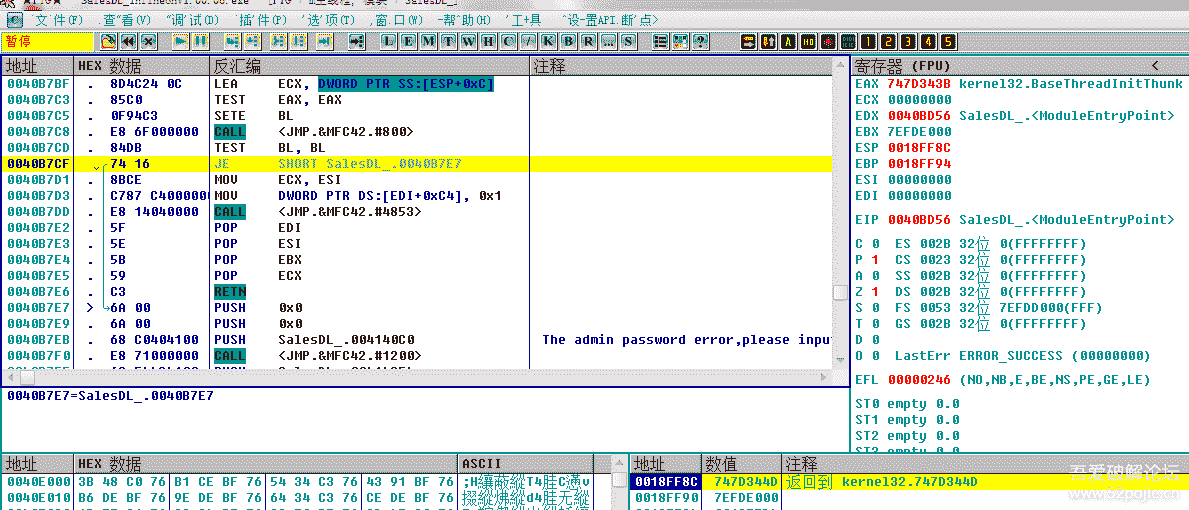 文件(F) 查看(V) 调试(D) 插件(P) 选项(T) 窗口(W) 帮助(H) 工具 设置API断点>
暂停 L E M T W H C / K B R ... S 1 2 3 4 5
地址 HEX 数据 反汇编 注释
0040B7BF . 8D4C24 0C LEA ECX, DWORD PTR SS:[ESP+0xC]
0040B7C3 . 85C0 TEST EAX, EAX
0040B7C5 . 0F94C3 SETE BL
0040B7C8 . E8 6F000000 CALL <JMP.&MFC42.#800>
0040B7CD . 84DB TEST BL, BL
0040B7CF . 74 16 JE SHORT SalesDL_.0040B7E7
0040B7D1 . 8BCE MOV ECX, ESI
0040B7D3 . C787 C4000000 MOV DWORD PTR DS:[EDI+0xC4], 0x1
0040B7DD . E8 14040000 CALL <JMP.&MFC42.#4853>
0040B7E2 . 5F POP EDI
0040B7E3 . 5E POP ESI
0040B7E4 . 5B POP EBX
0040B7E5 . 59 POP ECX
0040B7E6 . C3 RETN
0040B7E7 > 6A 00 PUSH 0x0
0040B7E9 . 6A 00 PUSH 0x0
0040B7EB . 68 C0404100 PUSH SalesDL_.004140C0 The admin password error,please inpu
0040B7F0 . E8 71000000 CALL <JMP.&MFC42.#1200>
0040B7E7=SalesDL_.0040B7E7
寄存器 (FPU) <
EAX 747D343B kernel32.BaseThreadInitThunk
ECX 00000000
EDX 0040BD56 SalesDL_.<ModuleEntryPoint>
EBX 7EFDE000
ESP 0018FF8C
EBP 0018FF94
ESI 00000000
EDI 00000000
EIP 0040BD56 SalesDL_.<ModuleEntryPoint>
C 0 ES 002B 32位 0(FFFFFFFF)
P 1 CS 0023 32位 0(FFFFFFFF)
A 0 SS 002B 32位 0(FFFFFFFF)
Z 1 DS 002B 32位 0(FFFFFFFF)
S 0 FS 0053 32位 7EFDD000(FFF)
T 0 GS 002B 32位 0(FFFFFFFF)
D 0
O 0 LastErr ERROR_SUCCESS (00000000)
EFL 00000246 (NO,NB,E,BE,NS,PE,GE,LE)
ST0 empty 0.0
ST1 empty 0.0
ST2 empty 0.0
ST3 empty 0.0
地址 HEX 数据 ASCII
0040E000 3B 48 C0 76 B1 CE BF 76 54 34 C3 76 43 91 BF 76
0040E010 B6 DE BF 76 9E DE BF 76 64 34 C3 76 CE DE BF 76
地址 数值 注释
0018FF8C 747D344D 返回到 kernel32.747D344D
0018FF90 7EFDE000
吾爱破解论坛
www.52pojie.cn